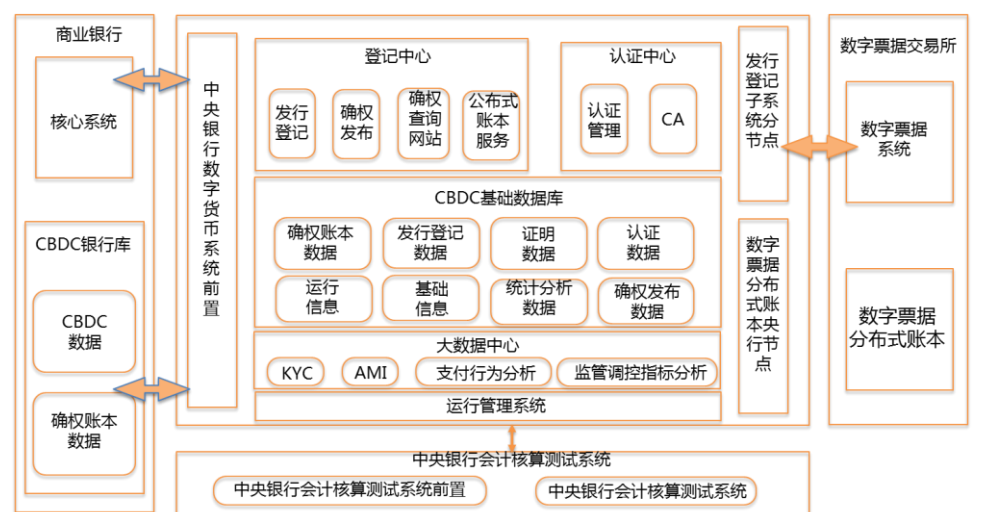 商业银行
核心系统
CBDC银行库
CBDC
数据
确权账本
数据
中
央
银
行
数
字
货
币
系
统
前
置
登记中心
发行
登记
确权
发布
确权
查询
网站
公布式
账本
服务
认证中心
认证
管理
CA
CBDC基础数据库
确权账本
数据
发行登记
数据
证明
数据
认证
数据
运行
信息
基础
信息
统计分析
数据
确权发布
数据
大数据中心
KYC
AMI
支付行为分析
监管调控指标分析
运行管理系统
发行
登记
子系
统分
节点
数字
票据
分布
式账
本央
行节
点
数字票据交易所
数字票据
系统
数字票据
分布式账本
中央银行会计核算测试系统
中央银行会计核算测试系统前置
中央银行会计核算测试系统